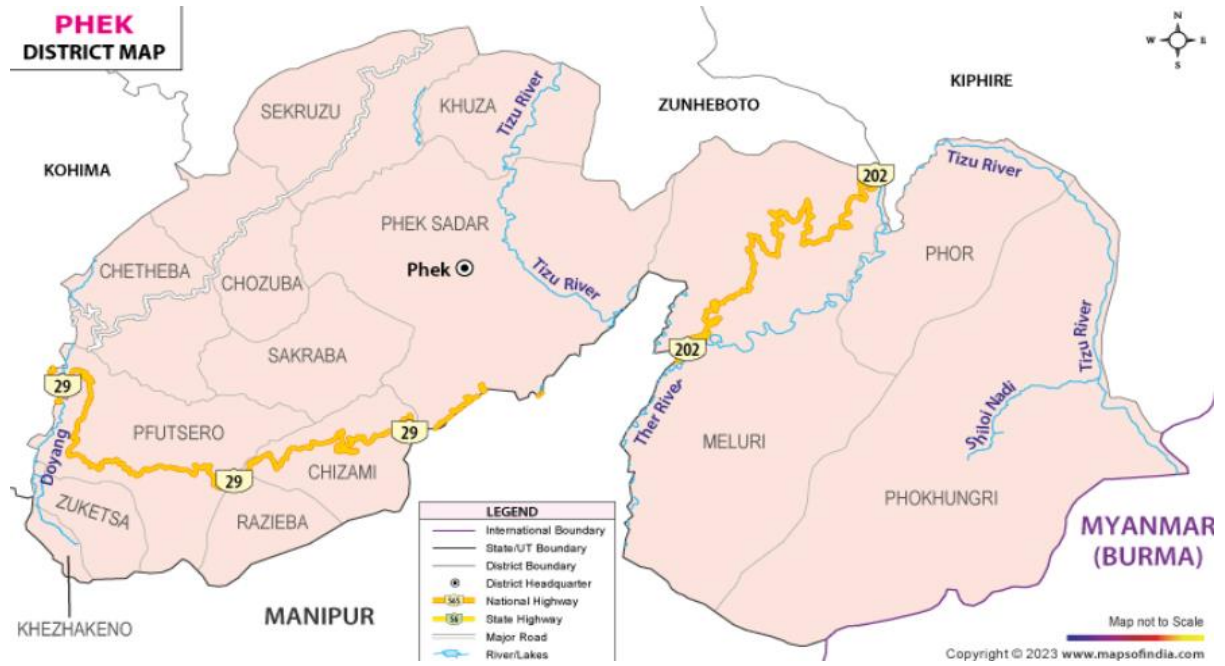 PHEK
DISTRICT MAP
N
W
E
S
KIPHIRE
ZUNHEBOTO
SEKRUZU
KHUZA
Tizu River
KOHIMA
202
Tizu River
PHEK SADAR
PHOR
Phek
CHETHEBA
CHOZUBA
Tizu River
SAKRABA
202
Tizu River
29
Ther River
Shiloi Nadi
PFUTSERO
29
MELURI
Doyang
CHIZAMI
29
ZUKETSA
RAZIEBA
PHOKHUNGRI
LEGEND
International Boundary
State/UT Boundary
District Boundary
District Headquarter
National Highway
State Highway
Major Road
River/Lakes
MYANMAR
(BURMA)
MANIPUR
KHEZHAKENO
Map not to Scale
Copyright © 2023 www.mapsofindia.com